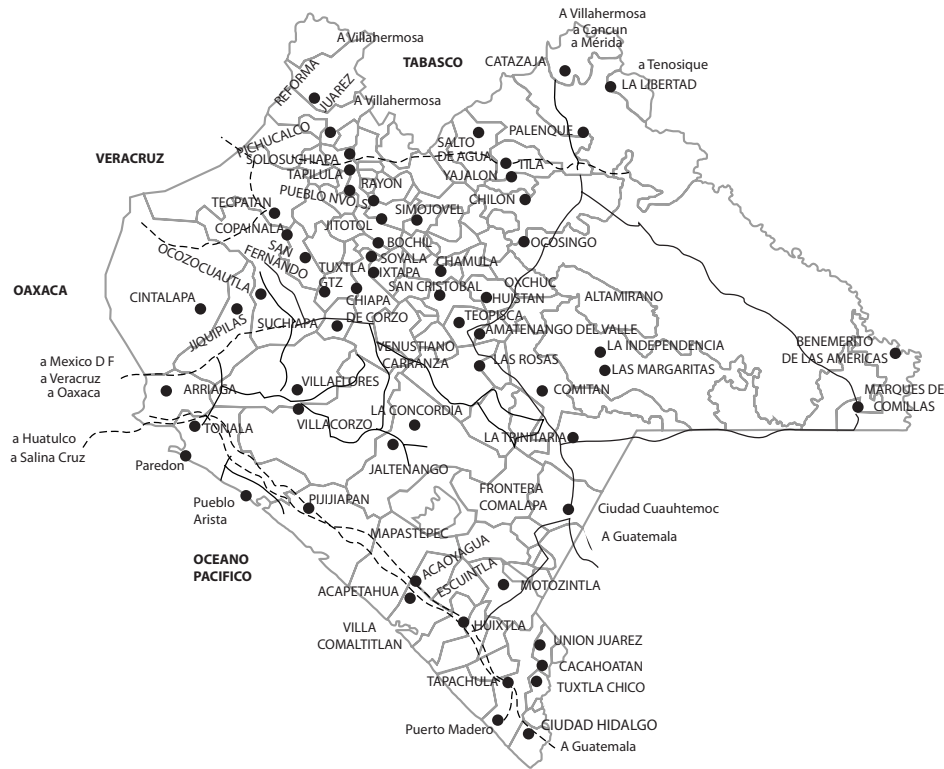 A Villahermosa
a Cancun
a Mérida
A Villahermosa
TABASCO
CATAZAJA
a Tenosique
LA LIBERTAD
REFORMA
JUAREZ
A Villahermosa
PICHUCALCO
SALTO
DE AGUA
PALENQUE
VERACRUZ
SOLOSUCHIAPA
TILA
TAPILULA
YAJALON
RAYON
PUEBLO NVO. S.
CHILON
TECPATAN
SIMOJOVEL
COPAINALA
JITOTOL
SAN
FERNANDO
BOCHIL
OCOSINGO
OCOZOCUAUTLA
SOYALA
CHAMULA
TUXTLA
GTZ
IXTAPA
OXCHUC
OAXACA
SAN CRISTOBAL
HUISTAN
ALTAMIRANO
CINTALAPA
CHIAPA
DE CORZO
JIQUIPILAS
SUCHIAPA
TEOPISCA
AMATENANGO DEL VALLE
VENUSTIANO
CARRANZA
LA INDEPENDENCIA
BENEMERITO
DE LAS AMERICAS
LAS ROSAS
LAS MARGARITAS
a Mexico D F
a Veracruz
a Oaxaca
ARRIAGA
VILLAFLORES
COMITAN
MARQUES DE
COMILLAS
LA CONCORDIA
VILLACORZO
TONALA
a Huatulco
a Salina Cruz
LA TRINITARIA
Paredon
JALTENANGO
FRONTERA
COMALAPA
Pueblo
Arista
PIJIJIAPAN
Ciudad Cuauhtemoc
MAPASTEPEC
A Guatemala
OCEANO
PACIFICO
ACAOYAGUA
ESCUINTLA
ACAPETAHUA
MOTOZINTLA
VILLA
COMALTITLAN
HUIXTLA
UNION JUAREZ
CACAHOATAN
TAPACHULA
TUXTLA CHICO
Puerto Madero
CIUDAD HIDALGO
A Guatemala